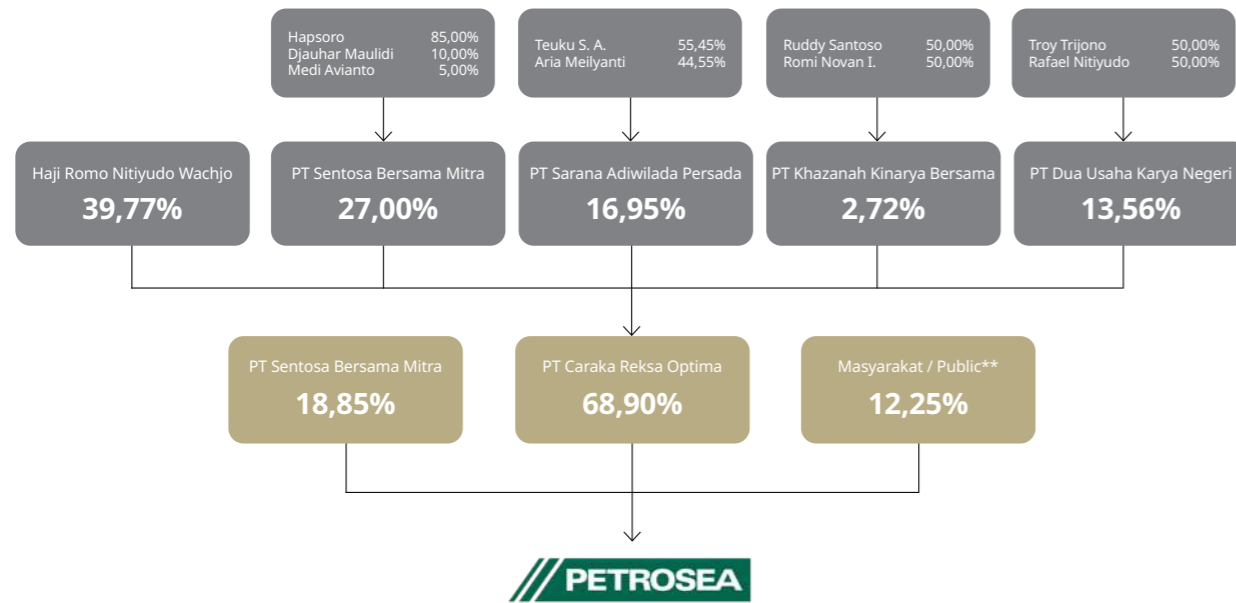 Hapsoro 85,00%
Djauhar Maulidi 10,00%
Medi Avianto 5,00%
Teuku S. A. 55,45%
Aria Meilyanti 44,55%
Ruddy Santoso 50,00%
Romi Novan I. 50,00%
Troy Trijono 50,00%
Rafael Nitiyudo 50,00%
Haji Romo Nitiyudo Wachjo
39,77%
PT Sentosa Bersama Mitra
27,00%
PT Sarana Adiwilada Persada
16,95%
PT Khazanah Kinarya Bersama
2,72%
PT Dua Usaha Karya Negeri
13,56%
PT Sentosa Bersama Mitra
18,85%
PT Caraka Reksa Optima
68,90%
Masyarakat / Public**
12,25%
PETROSEA